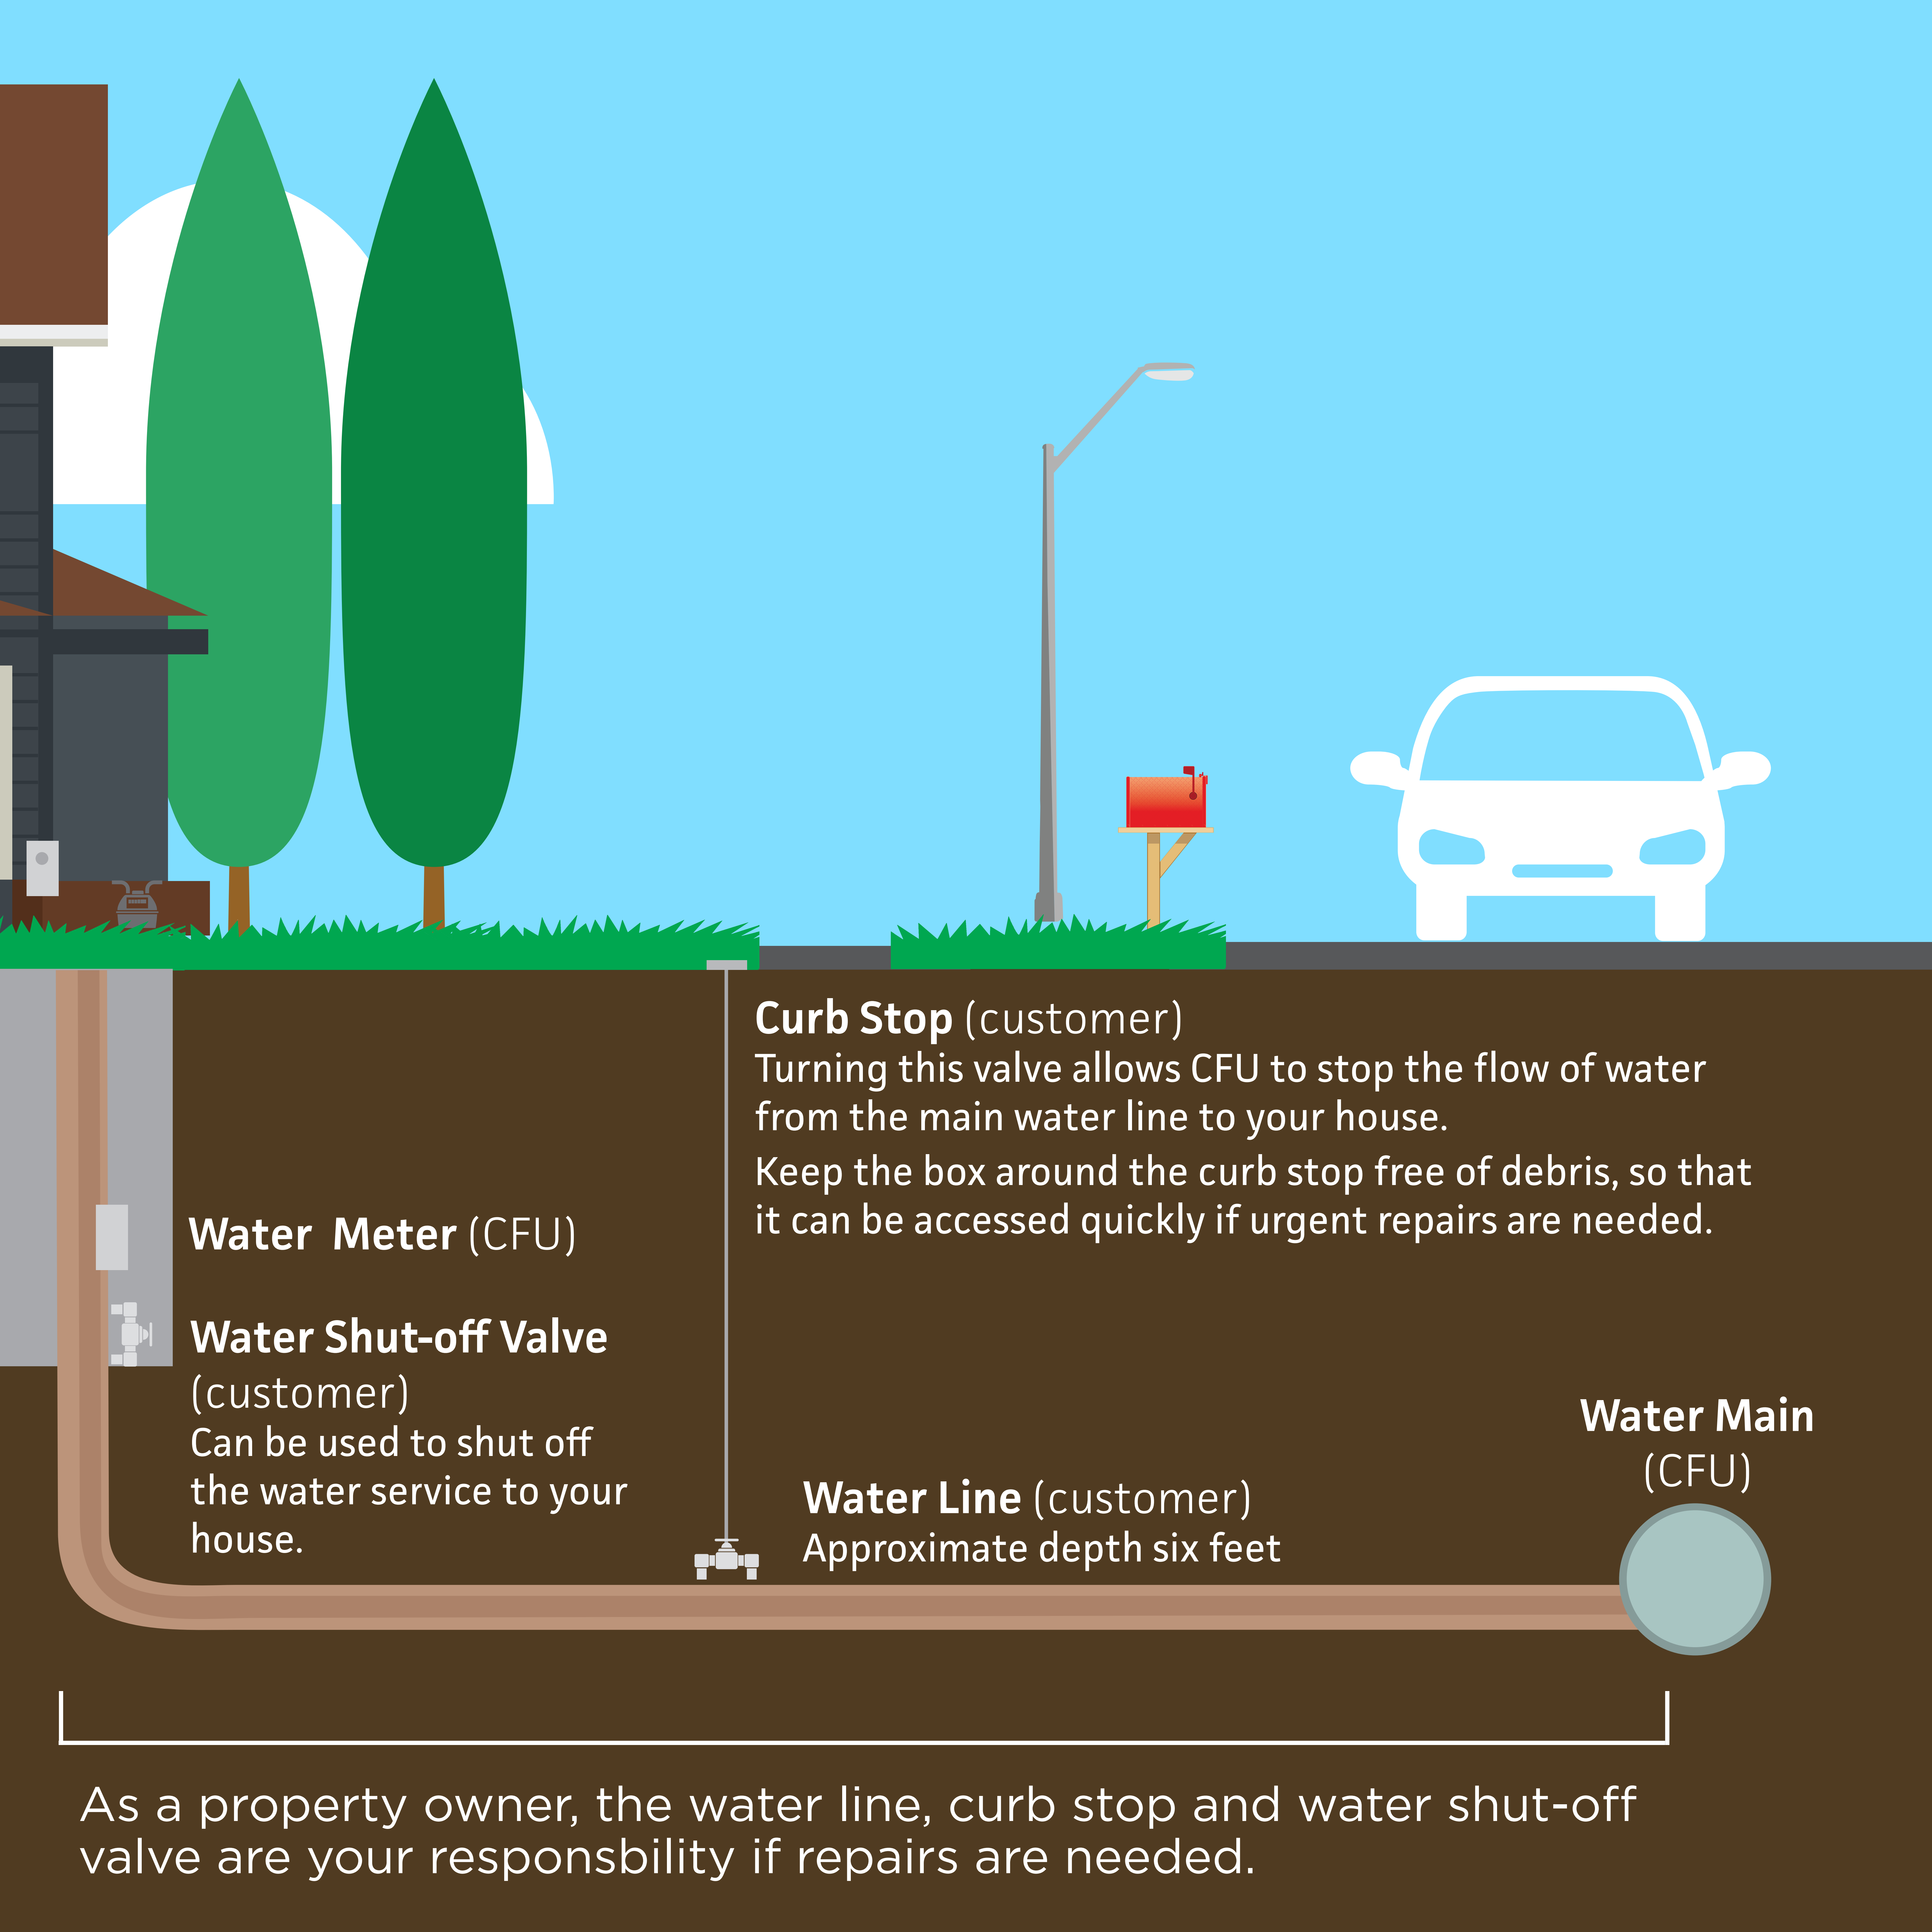 Curb Stop (customer)
Turning this valve allows CFU to stop the flow of water
from the main water line to your house.
Keep the box around the curb stop free of debris, so that
it can be accessed quickly if urgent repairs are needed.
Water  Meter (CFU)
Water Shut-off Valve
(customer)
Can be used to shut off
the water service to your
house.
Water Line (customer)
Approximate depth six feet
Water Main
(CFU)
As a property owner, the water line, curb stop and water shut-off
valve are your responsbility if repairs are needed.